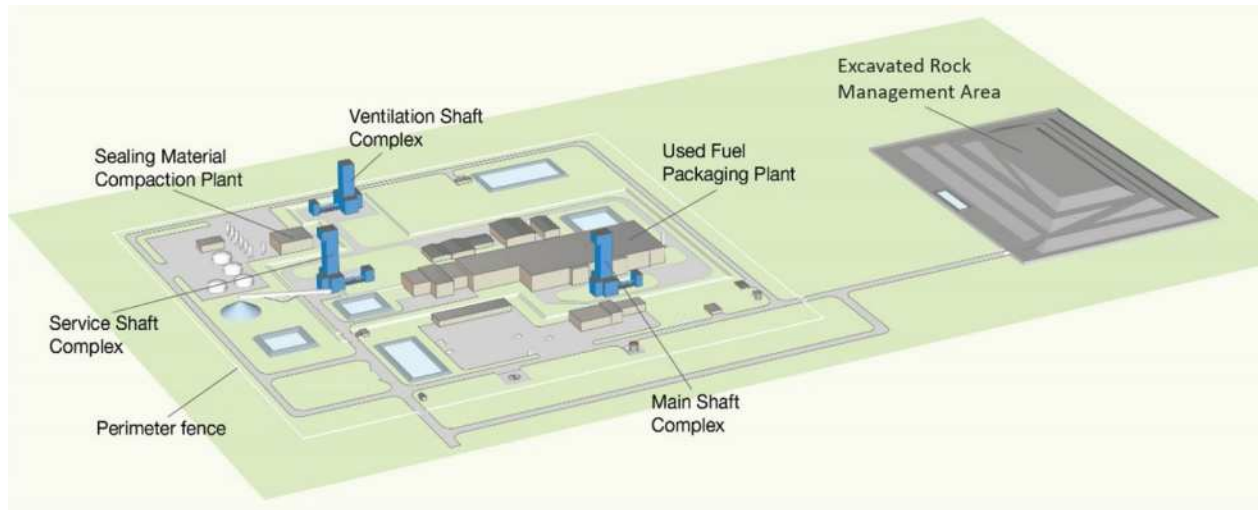 Excavated Rock
Management Area
Ventilation Shaft
Complex
Sealing Material
Compaction Plant
Used Fuel
Packaging Plant
Service Shaft
Complex
Perimeter fence
Main Shaft
Complex